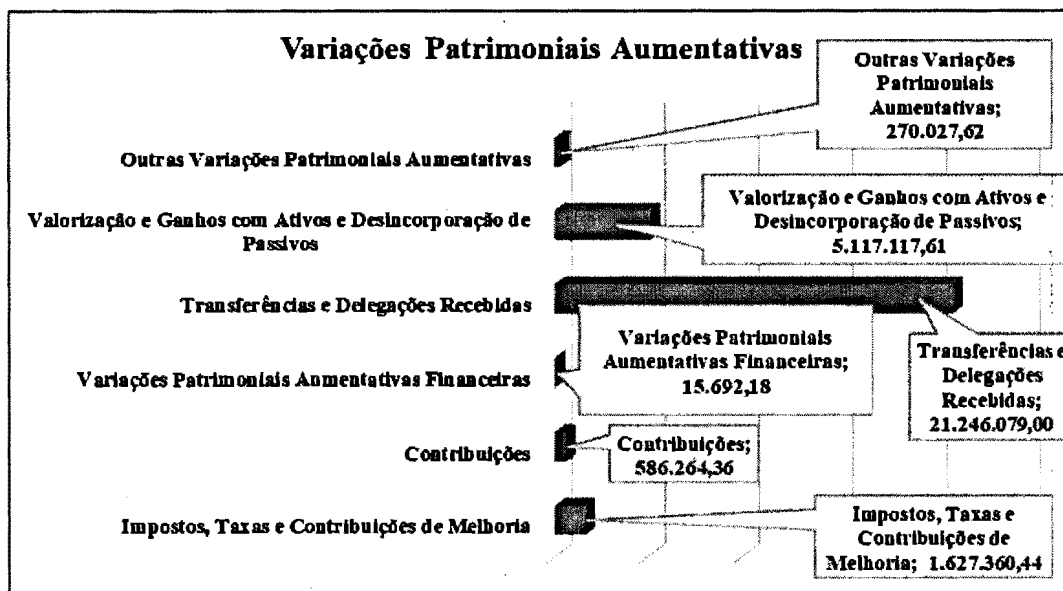 Variações Patrimoniais Aumentativas
Outras Variações
Patrimoniais
Aumentativas;
270.027,62
Outras Variações Patrimoniais Aumentativas
Valorização e Ganhos com Ativos e Desincorporação de
Passivos
Valorização e Ganhos com Ativos e
Desincorporação de Passivos;
5.117.117,61
Transferências e Delegações Recebidas
Transferências e
Delegações
Recebidas;
21.246.079,00
Variações Patrimoniais Aumentativas Financeiras
Variações Patrimoniais
Aumentativas Financeiras;
15.692,18
Contribuições
Contribuições;
586.264,36
Impostos, Taxas e Contribuições de Melhoria
Impostos, Taxas e
Contribuições de
Melhoria; 1.627.360,44